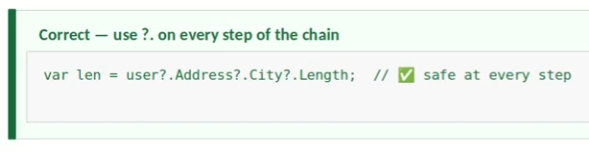 Correct — use ?. on every step of the chain
var len = user?.Address?.City?.Length;  // ✅ safe at every step